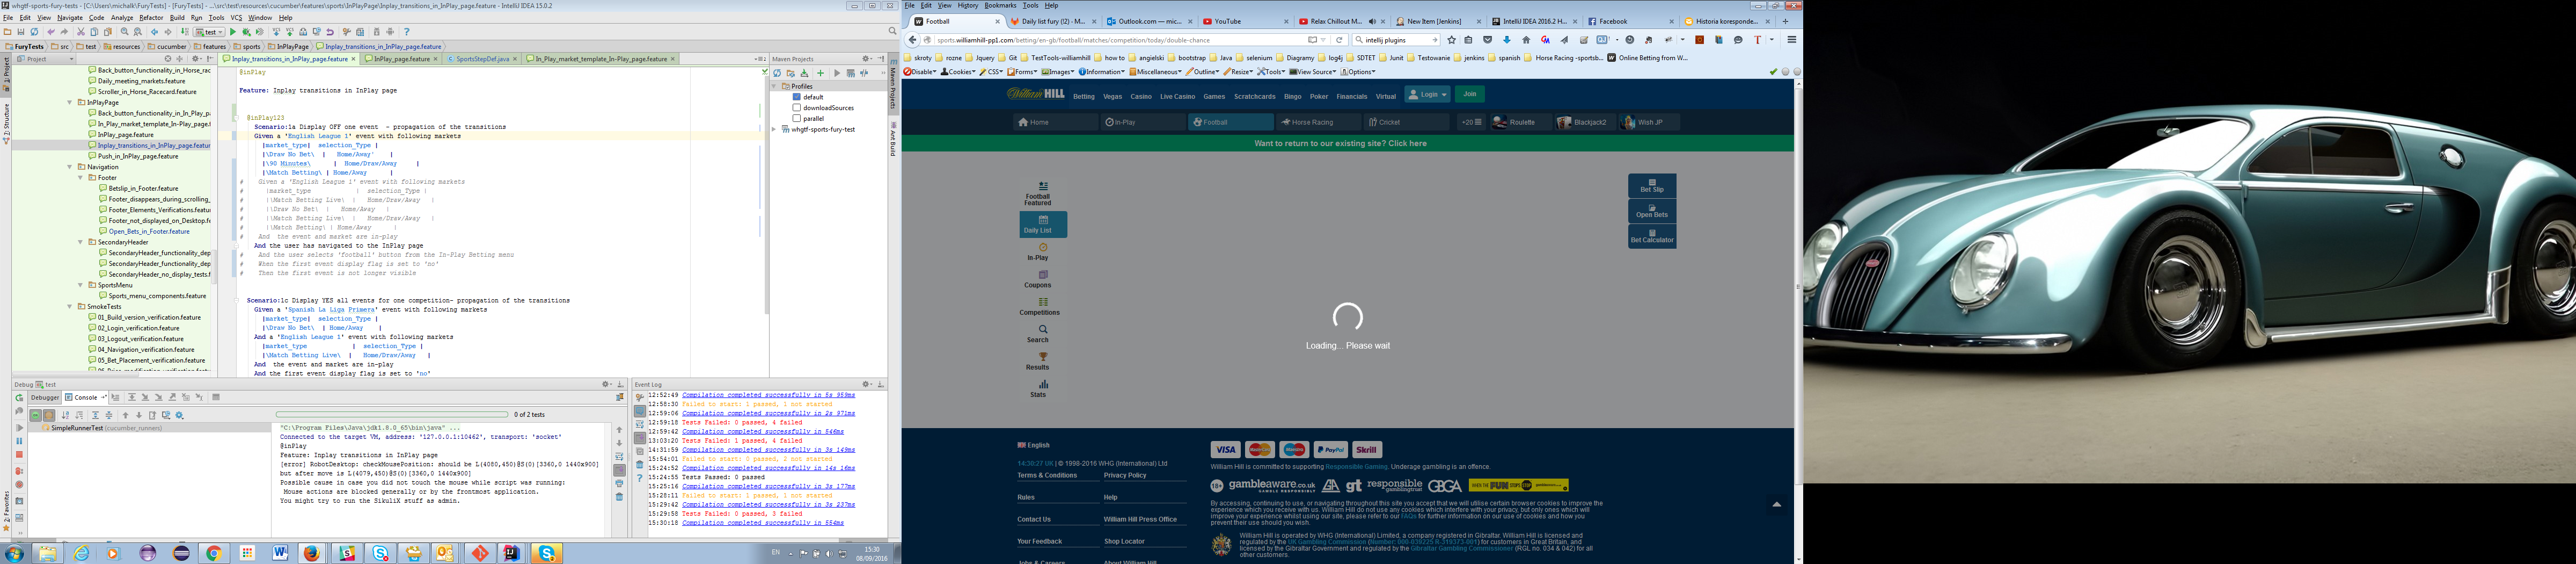 whgtf-sports-fury-tests - [C:\Users\michalk\FuryTests] - [FuryTests] - ...\src\test\resources\cucumber\features\sports\InPlayPage\Inplay_transitions_in_InPlay_page.feature - IntelliJ IDEA 15.0.2
File Edit View Navigate Code Analyze Refactor Build Run Tools VCS Window Help
test
FuryTests src test resources cucumber features sports InPlayPage Inplay_transitions_in_InPlay_page.feature
Project
Inplay_transitions_in_InPlay_page.feature
InPlay_page.feature
SportsStepDef.java
In_Play_market_template_In-Play_page.feature
Maven Projects
Back_button_functionality_in_Horse_rac
Daily_meeting_markets.feature
Scroller_in_Horse_Racecard.feature
InPlayPage
Back_button_functionality_in_In_Play_pa
In_Play_market_template_In-Play_page.f
InPlay_page.feature
Inplay_transitions_in_InPlay_page.featur
Push_in_InPlay_page.feature
Navigation
Footer
Betslip_in_Footer.feature
Footer_disappears_during_scrolling_
Footer_Elements_Verifications.featur
Footer_not_displayed_on_Desktop.fe
Open_Bets_in_Footer.feature
SecondaryHeader
SecondaryHeader_functionality_dep
SecondaryHeader_functionality_dep
SecondaryHeader_no_display_tests.f
SportsMenu
Sports_menu_components.feature
SmokeTests
01_Build_version_verification.feature
02_Login_verification.feature
03_Logout_verification.feature
04_Navigation_verification.feature
05_Bet_Placement_verification.feature
@inPlay
Feature: Inplay transitions in InPlay page
@inPlay123
Scenario:1a Display OFF one event - propagation of the transitions
Given a 'English League 1' event with following markets
|market_type| selection_Type |
|\Draw No Bet\ | Home/Away' |
|\90 Minutes\ | Home/Draw/Away |
|\Match Betting\ | Home/Away |
# Given a 'English League 1' event with following markets
# |market_type | selection_Type |
# |\Match Betting Live\ | Home/Draw/Away |
# |\Draw No Bet\ | Home/Away |
# |\Match Betting Live\ | Home/Draw/Away |
# |\Match Betting\ | Home/Away |
# And the event and market are in-play
And the user has navigated to the InPlay page
# And the user selects 'football' button from the In-Play Betting menu
# When the first event display flag is set to 'no'
# Then the first event is not longer visible
Scenario:1c Display YES all events for one competition- propagation of the transitions
Given a 'Spanish La Liga Primera' event with following markets
|market_type| selection_Type |
|\Draw No Bet\ | Home/Away |
And a 'English League 1' event with following markets
|market_type | selection_Type |
|\Match Betting Live\ | Home/Draw/Away |
And the event and market are in-play
And the first event display flag is set to 'no'
Profiles
default
downloadSources
parallel
whgtf-sports-fury-test
1: Project
7: Structure
2: Favorites
Maven Projects
Ant Build
Debug test
Debugger Console
0 of 2 tests
SimpleRunnerTest (cucumber_runners)
"C:\Program Files\Java\jdk1.8.0_65\bin\java" ...
Connected to the target VM, address: '127.0.0.1:10462', transport: 'socket'
@inPlay
Feature: Inplay transitions in InPlay page
[error] RobotDesktop: checkMousePosition: should be L(4080,450)@S(0)[3360,0 1440x900]
but after move is L(4079,450)@S(0)[3360,0 1440x900]
Possible cause in case you did not touch the mouse while script was running:
Mouse actions are blocked generally or by the frontmost application.
You might try to run the SikuliX stuff as admin.
Event Log
12:52:49 Compilation completed successfully in 5s 959ms
12:58:30 Failed to start: 1 passed, 1 not started
12:59:06 Compilation completed successfully in 2s 971ms
12:59:18 Tests Failed: 0 passed, 4 failed
12:59:42 Compilation completed successfully in 546ms
13:03:20 Tests Failed: 1 passed, 4 failed
14:31:59 Compilation completed successfully in 3s 149ms
15:54:01 Failed to start: 0 passed, 2 not started
15:24:52 Compilation completed successfully in 14s 16ms
15:24:55 Tests Passed: 0 passed
15:25:16 Compilation completed successfully in 3s 177ms
15:28:11 Failed to start: 1 passed, 1 not started
15:29:42 Compilation completed successfully in 3s 237ms
15:29:58 Tests Failed: 0 passed, 3 failed
15:30:18 Compilation completed successfully in 554ms
EN
15:30
08/09/2016
File Edit View History Bookmarks Tools Help
Football
Daily list fury (!2) · M...
Outlook.com — mic...
YouTube
Relax Chillout M...
New Item [Jenkins]
IntelliJ IDEA 2016.2 H...
Facebook
Historia koresponde...
sports.williamhill-pp1.com/betting/en-gb/football/matches/competition/today/double-chance
intellij plugins
skroty rozne Jquery Git TestTools-williamhill how to angielski bootstrap Java selenium Diagramy log4j SDTET Junit Testowanie jenkins spanish Horse Racing -sportsb... Online Betting from W...
Disable Cookies CSS Forms Images Information Miscellaneous Outline Resize Tools View Source Options
William HILL
Betting Vegas Casino Live Casino Games Scratchcards Bingo Poker Financials Virtual
Login
Join
Home In-Play Football Horse Racing Cricket +20 Roulette Blackjack2 Wish JP
Want to return to our existing site? Click here
Football Featured
Daily List
In-Play
Coupons
Competitions
Search
Results
Stats
Bet Slip
Open Bets
Bet Calculator
Loading... Please wait
English
14:30:27 UK | © 1998-2016 WHG (International) Ltd
Terms & Conditions Privacy Policy
Rules Help
Contact Us William Hill Press Office
Your Feedback Shop Locator
Jobs & Careers About William Hill
VISA MasterCard Maestro PayPal Skrill
William Hill is committed to supporting Responsible Gaming. Underage gambling is an offence.
18+ gambleaware.co.uk gt responsible GBGA
By accessing, continuing to use, or navigating throughout this site you accept that we will utilise certain browser cookies to improve the
experience which you receive with us. William Hill do not use any cookies which interfere with your privacy, but only ones which will
improve your experience whilst using our site, please refer to our FAQs for further information on our use of cookies and how you
prevent their use should you wish.
William Hill is operated by WHG (International) Limited, a company registered in Gibraltar. William Hill is licensed and
regulated by the UK Gambling Commission (Number: 000-039225-R-319373-001) for customers in Great Britain, and
licensed by the Gibraltar Government and regulated by the Gibraltar Gambling Commissioner (RGL no. 034 & 042) for all
other customers.